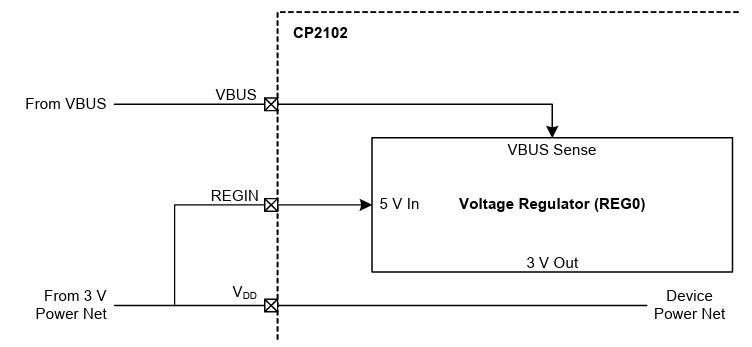 CP2102
VBUS
From VBUS
VBUS Sense
REGIN
5 V In
Voltage Regulator (REG0)
3 V Out
VDD
From 3 V
Power Net
Device
Power Net